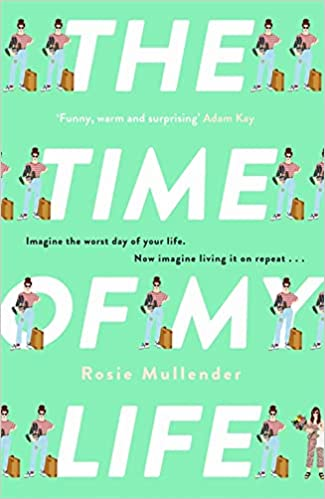 THE
‘Funny, warm and surprising’ Adam Kay
TIME
Imagine the worst day of your life.
Now imagine living it on repeat . . .
OF MY
Rosie Mullender
LIFE